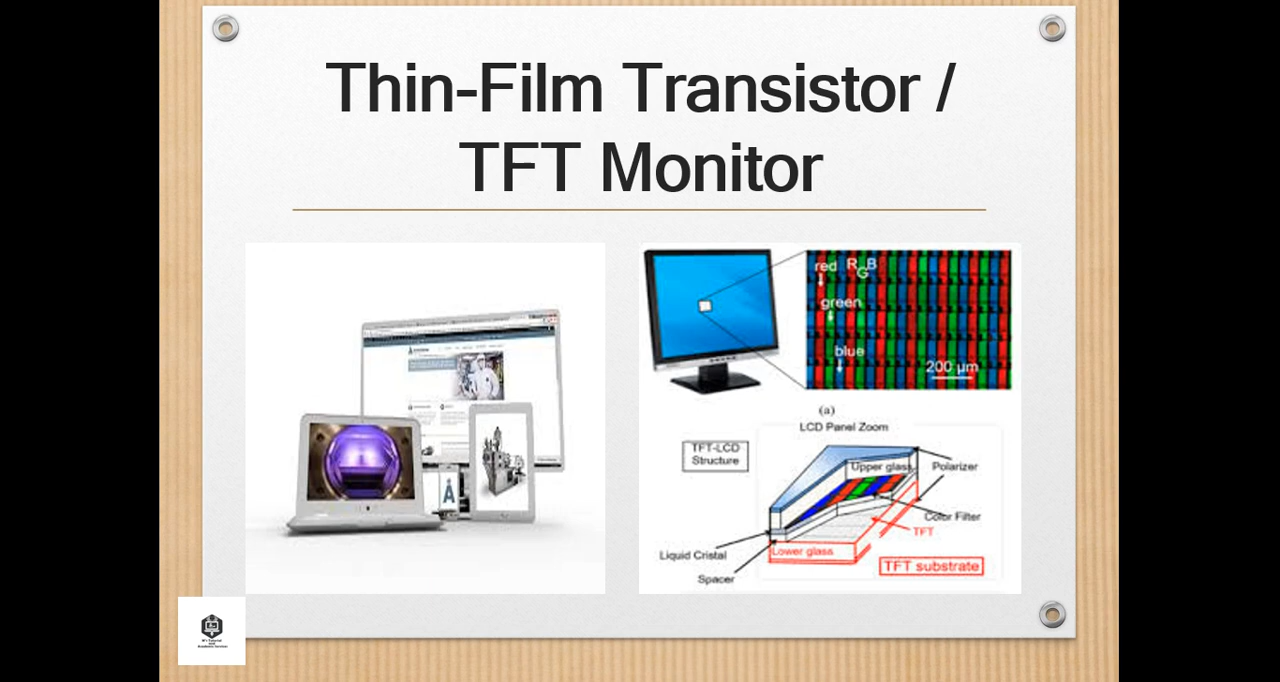 Thin-Film Transistor /
TFT Monitor
red RGB
green
blue
200 µm
(a)
LCD Panel Zoom
TFT-LCD
Structure
Upper glass
Polarizer
Color Filter
TFT
Liquid Cristal
Lower glass
Spacer
TFT substrate
Å